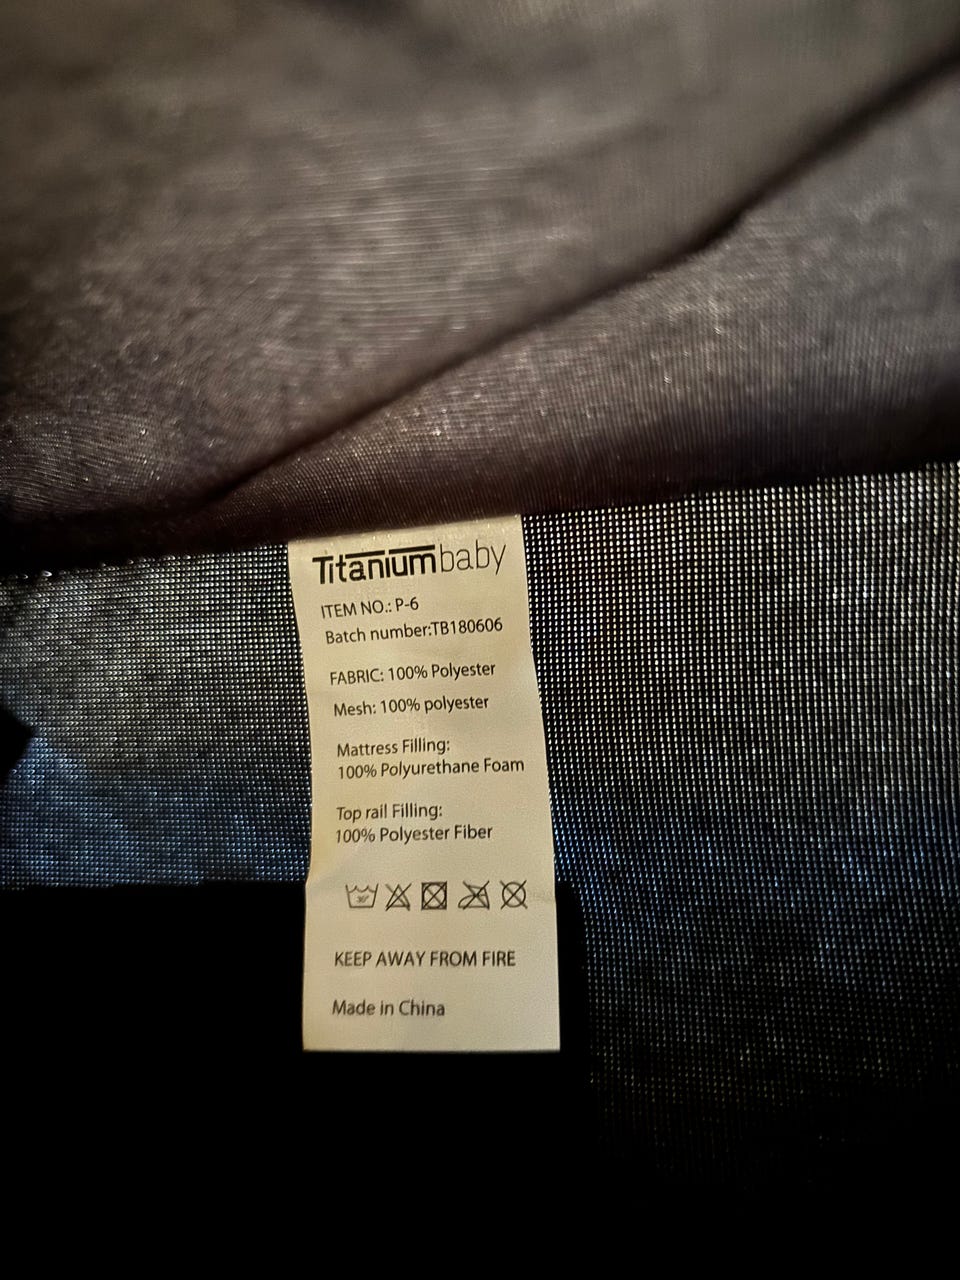 Titaniumbaby
ITEM NO.: P-6
Batch number:TB180606
FABRIC: 100% Polyester
Mesh: 100% polyester
Mattress Filling:
100% Polyurethane Foam
Top rail Filling:
100% Polyester Fiber
30°
KEEP AWAY FROM FIRE
Made in China